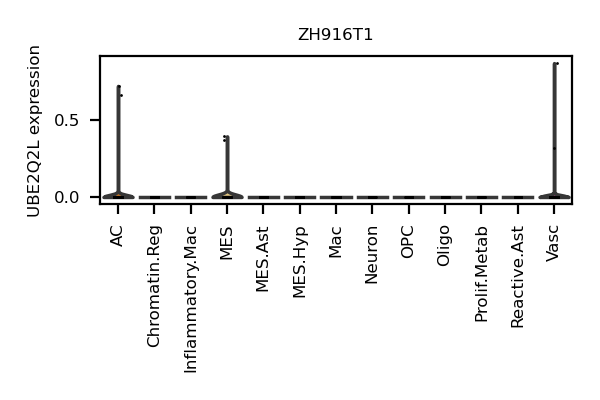 ZH916T1
UBE2Q2L expression
0.5
0.0
AC
Chromatin.Reg
Inflammatory.Mac
MES
MES.Ast
MES.Hyp
Mac
Neuron
OPC
Oligo
Prolif.Metab
Reactive.Ast
Vasc